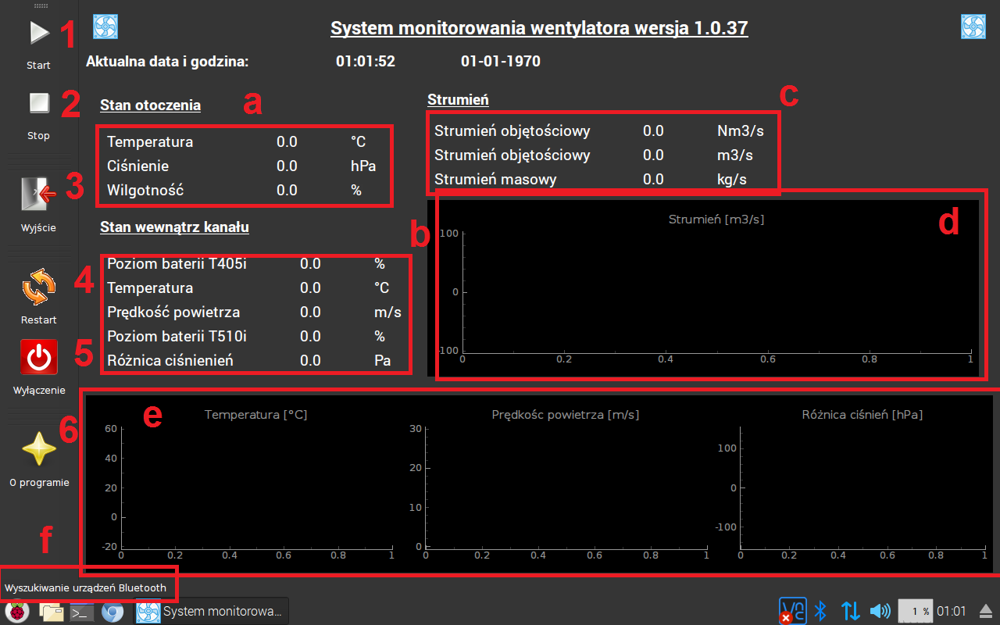 System monitorowania wentylatora wersja 1.0.37
Aktualna data i godzina: 01:01:52 01-01-1970
1
Start
2
Stop
3
Wyjście
4
Restart
5
Wyłączenie
6
O programie
Stan otoczenia a
Temperatura 0.0 °C
Ciśnienie 0.0 hPa
Wilgotność 0.0 %
Stan wewnątrz kanału b
Poziom baterii T405i 0.0 %
Temperatura 0.0 °C
Prędkość powietrza 0.0 m/s
Poziom baterii T510i 0.0 %
Różnica ciśnienień 0.0 Pa
Strumień c
Strumień objętościowy 0.0 Nm3/s
Strumień objętościowy 0.0 m3/s
Strumień masowy 0.0 kg/s
Strumień [m3/s] d
100
0
-100
0 0.2 0.4 0.6 0.8 1
e
Temperatura [°C]
60
40
20
0
-20
0 0.2 0.4 0.6 0.8 1
Prędkośc powietrza [m/s]
30
20
10
0
0 0.2 0.4 0.6 0.8 1
Różnica ciśnień [hPa]
100
0
-100
0 0.2 0.4 0.6 0.8 1
f
Wyszukiwanie urządzeń Bluetooth
>_
System monitorowa...
VNC
1 %
01:01